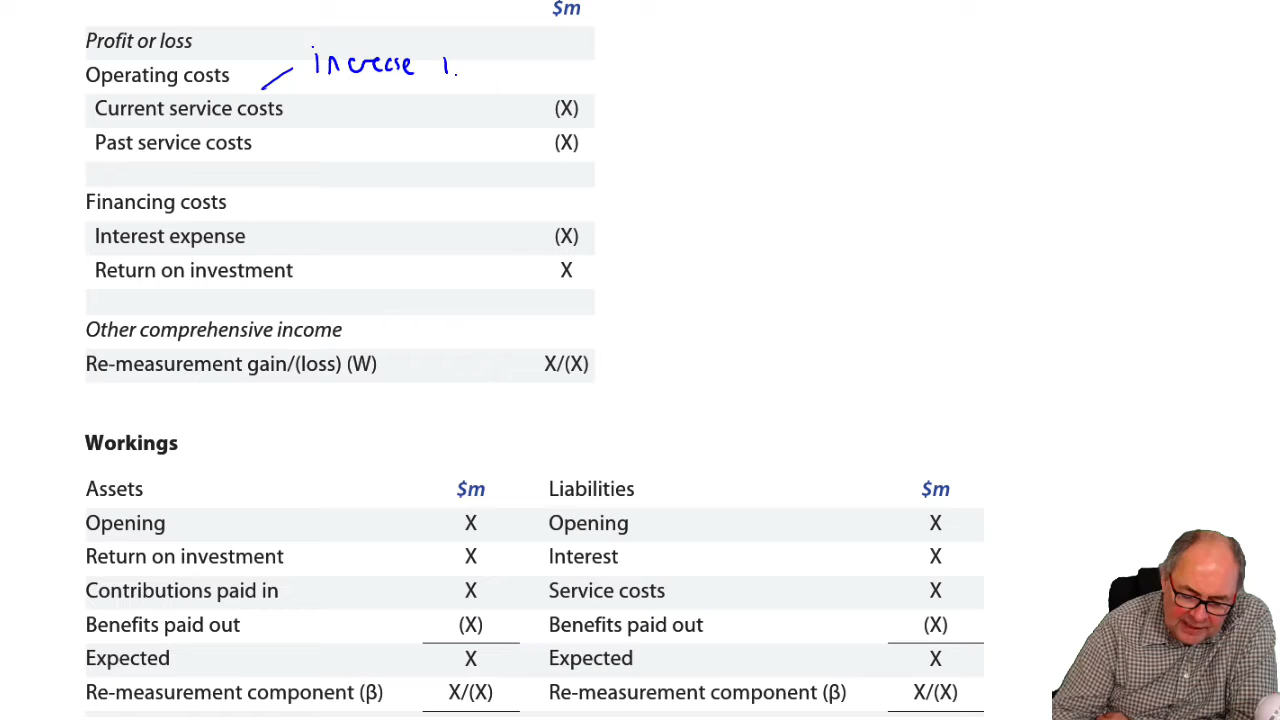 $m
Profit or loss
Operating costs
increase
Current service costs (X)
Past service costs (X)
Financing costs
Interest expense (X)
Return on investment X
Other comprehensive income
Re-measurement gain/(loss) (W) X/(X)
Workings
Assets $m Liabilities $m
Opening X Opening X
Return on investment X Interest X
Contributions paid in X Service costs X
Benefits paid out (X) Benefits paid out (X)
Expected X Expected X
Re-measurement component (β) X/(X) Re-measurement component (β) X/(X)